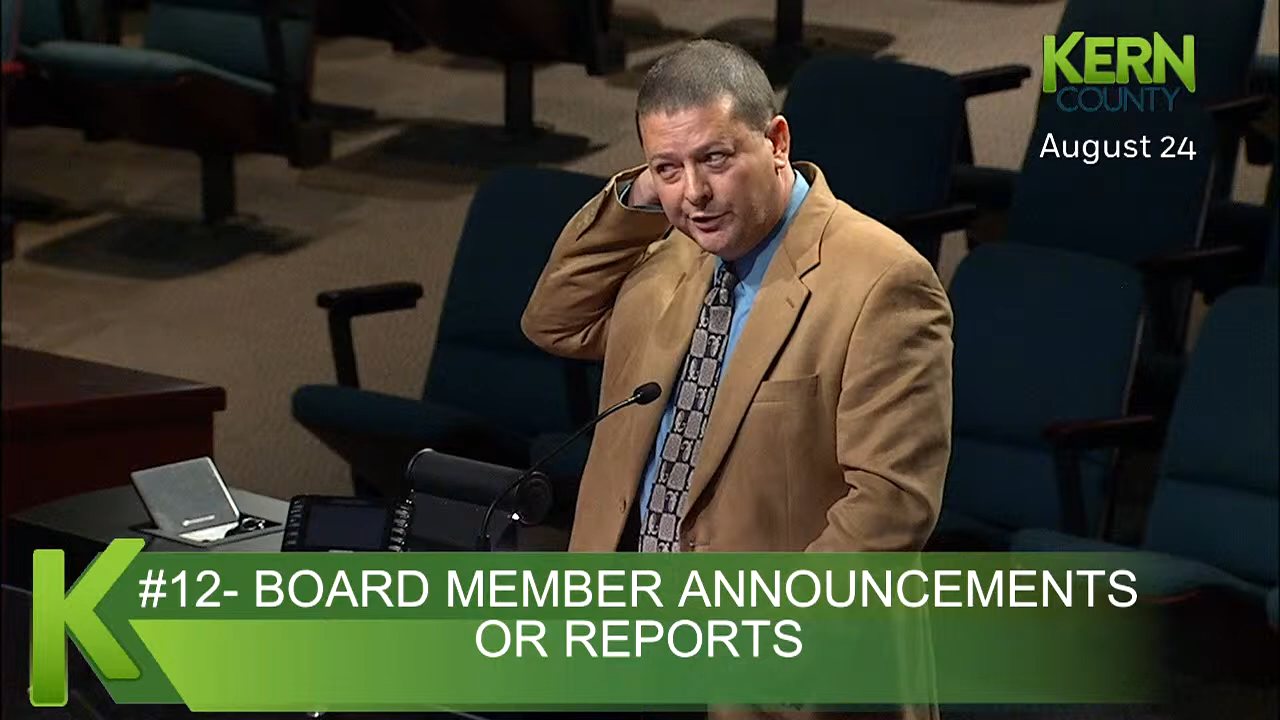 KERN
COUNTY
August 24
#12- BOARD MEMBER ANNOUNCEMENTS
OR REPORTS